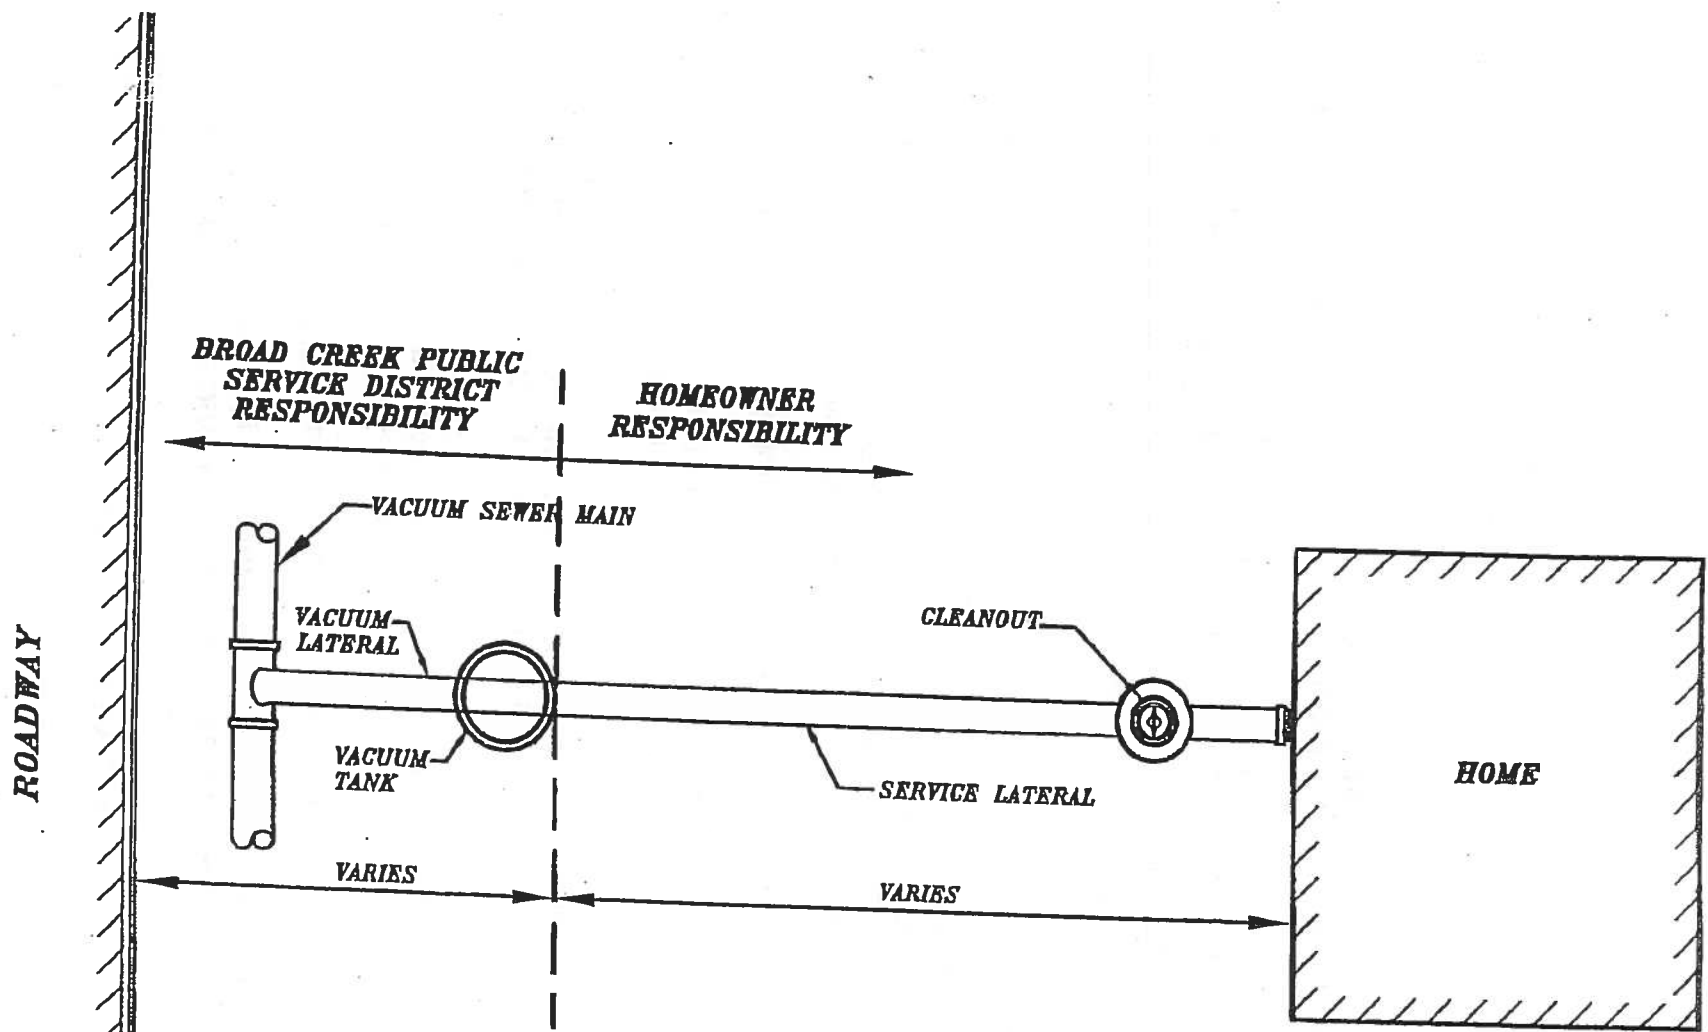 BROAD CREEK PUBLIC
SERVICE DISTRICT
RESPONSIBILITY
HOMEOWNER
RESPONSIBILITY
VACUUM SEWER MAIN
VACUUM
LATERAL
CLEANOUT
ROADWAY
VACUUM
TANK
SERVICE LATERAL
HOME
VARIES
VARIES